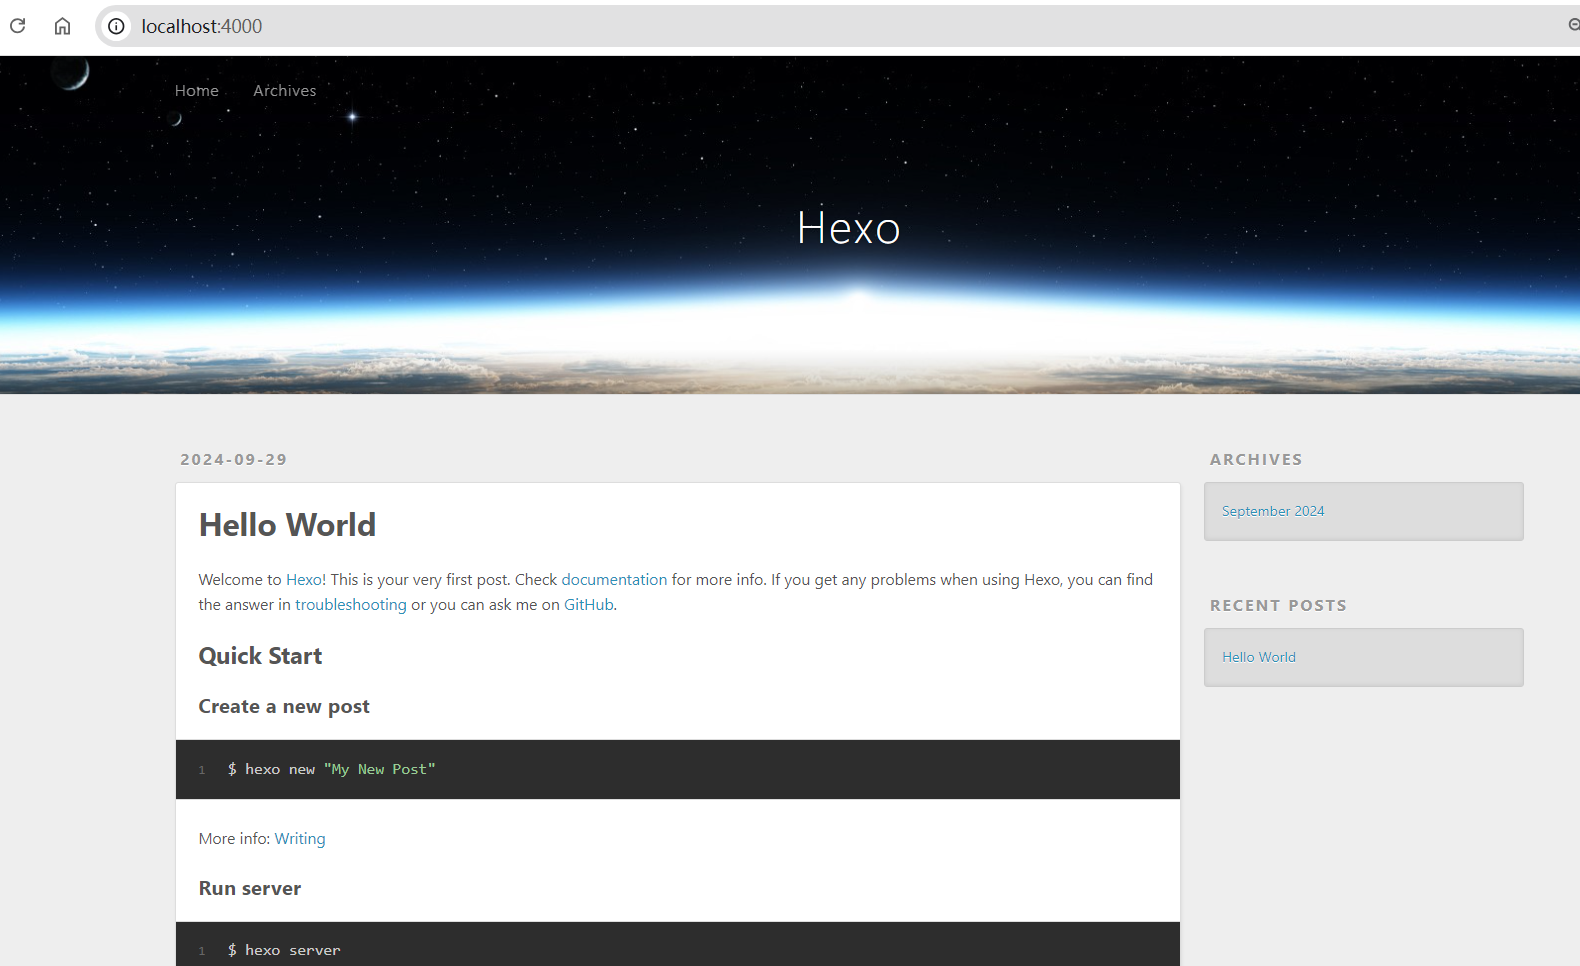 localhost:4000
Home Archives
Hexo
2024-09-29
Hello World
Welcome to Hexo! This is your very first post. Check documentation for more info. If you get any problems when using Hexo, you can find
the answer in troubleshooting or you can ask me on GitHub.
Quick Start
Create a new post
1 $ hexo new "My New Post"
More info: Writing
Run server
1 $ hexo server
ARCHIVES
September 2024
RECENT POSTS
Hello World